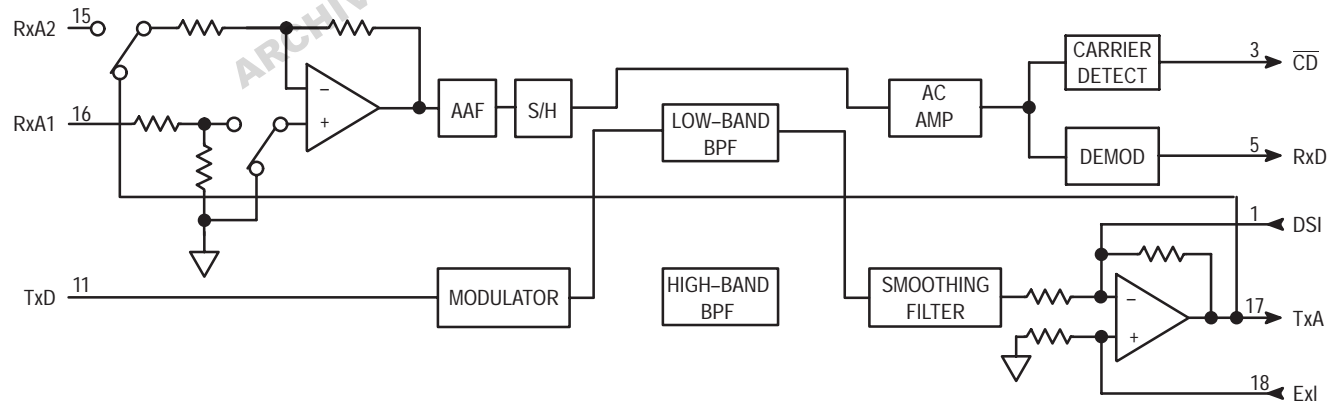 RxA2
15
ARCHIV
RxA1
16
–
+
AAF
S/H
LOW–BAND
BPF
AC
AMP
CARRIER
DETECT
3
CD
DEMOD
5
RxD
1
DSI
TxD
11
MODULATOR
HIGH–BAND
BPF
SMOOTHING
FILTER
–
+
17
TxA
18
ExI